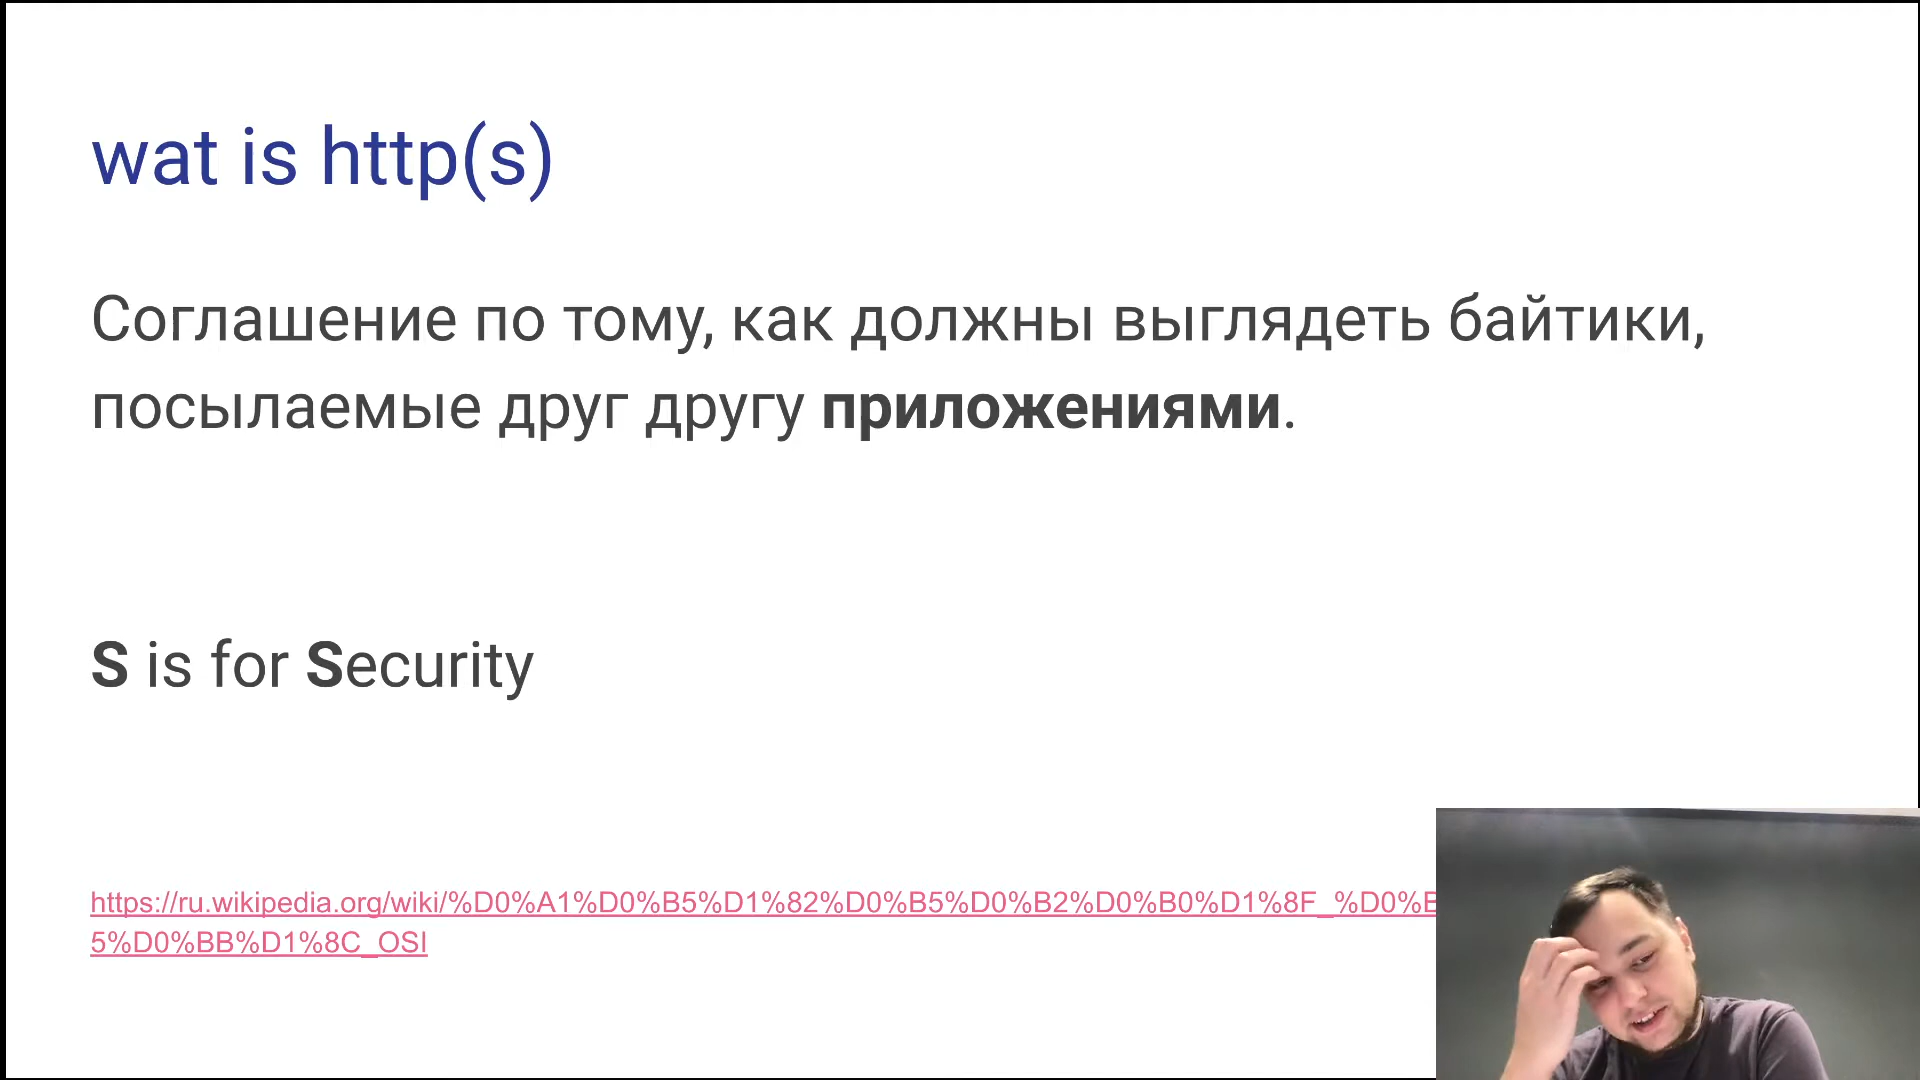 wat is http(s)
Соглашение по тому, как должны выглядеть байтики,
посылаемые друг другу приложениями.
S is for Security
https://ru.wikipedia.org/wiki/%D0%A1%D0%B5%D1%82%D0%B5%D0%B2%D0%B0%D1%8F_%D0%
5%D0%BB%D1%8C_OSI